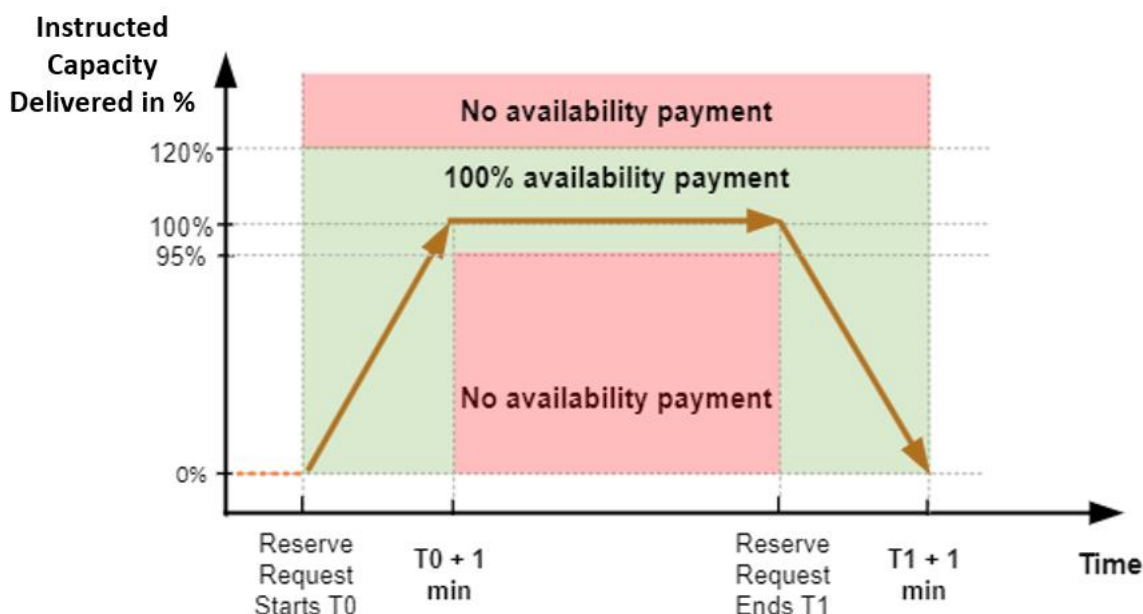 Instructed
Capacity
Delivered in %
No availability payment
120%
100% availability payment
100%
95%
No availability payment
0%
Reserve
Request
Starts T0
T0 + 1
min
Reserve
Request
Ends T1
T1 + 1
min
Time